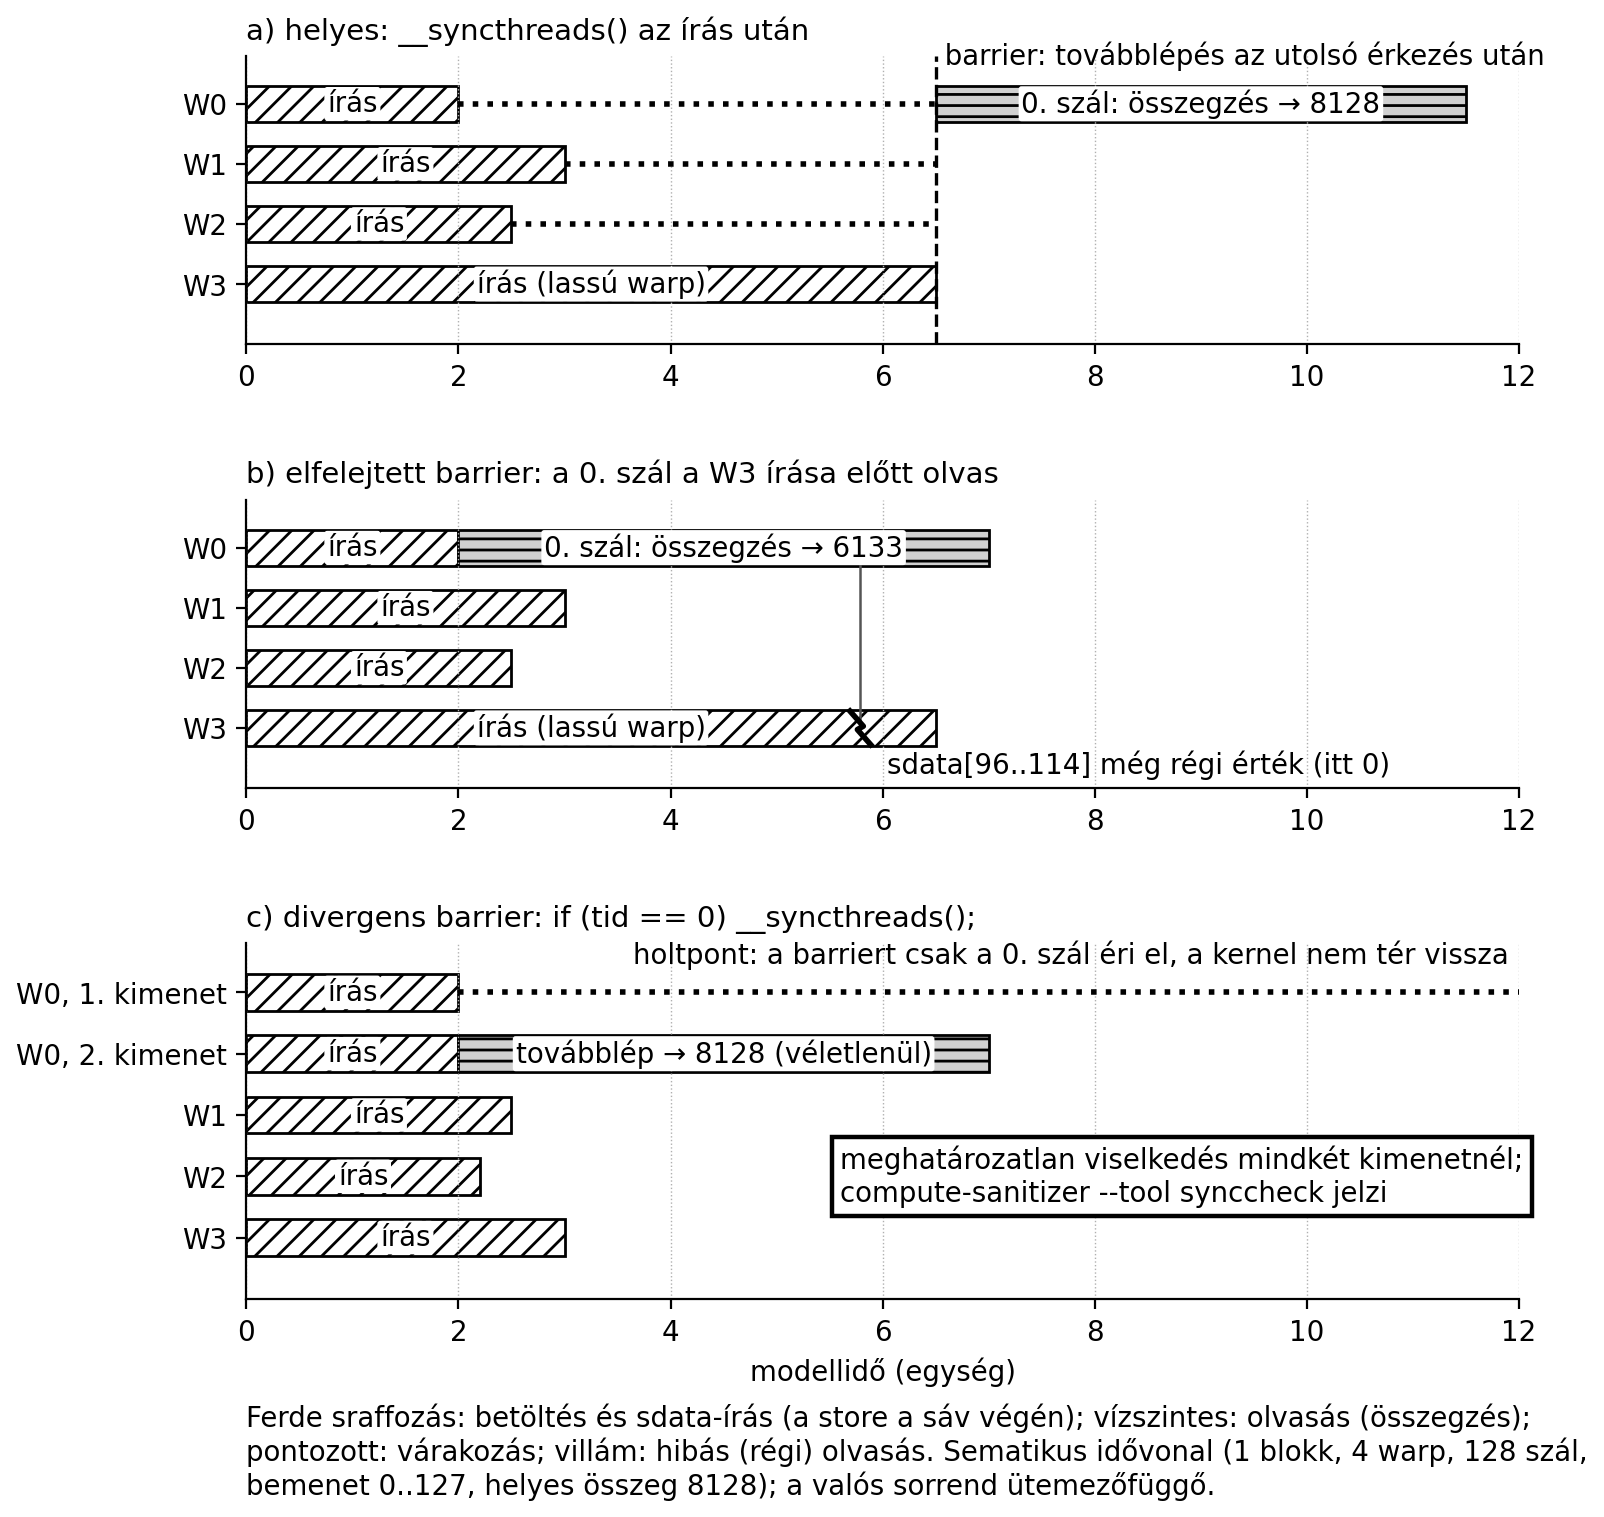 a) helyes: __syncthreads() az írás után
barrier: továbblépés az utolsó érkezés után
W0
írás
0. szál: összegzés → 8128
W1
írás
W2
írás
W3
írás (lassú warp)
0 2 4 6 8 10 12
b) elfelejtett barrier: a 0. szál a W3 írása előtt olvas
W0
írás
0. szál: összegzés → 6133
W1
írás
W2
írás
W3
írás (lassú warp)
sdata[96..114] még régi érték (itt 0)
0 2 4 6 8 10 12
c) divergens barrier: if (tid == 0) __syncthreads();
holtpont: a barriert csak a 0. szál éri el, a kernel nem tér vissza
W0, 1. kimenet
írás
W0, 2. kimenet
írás
továbblép → 8128 (véletlenül)
W1
írás
meghatározatlan viselkedés mindkét kimenetnél;
compute-sanitizer --tool synccheck jelzi
W2
írás
W3
írás
0 2 4 6 8 10 12
modellidő (egység)
Ferde sraffozás: betöltés és sdata-írás (a store a sáv végén); vízszintes: olvasás (összegzés);
pontozott: várakozás; villám: hibás (régi) olvasás. Sematikus idővonal (1 blokk, 4 warp, 128 szál,
bemenet 0..127, helyes összeg 8128); a valós sorrend ütemezőfüggő.